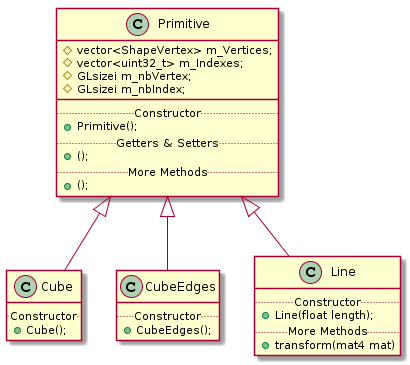 C Primitive
vector<ShapeVertex> m_Vertices;
vector<uint32_t> m_Indexes;
GLsizei m_nbVertex;
GLsizei m_nbIndex;
Constructor
Primitive();
Getters & Setters
();
More Methods
();
C Cube
Constructor
Cube();
C CubeEdges
Constructor
CubeEdges();
C Line
Constructor
Line(float length);
More Methods
transform(mat4 mat)